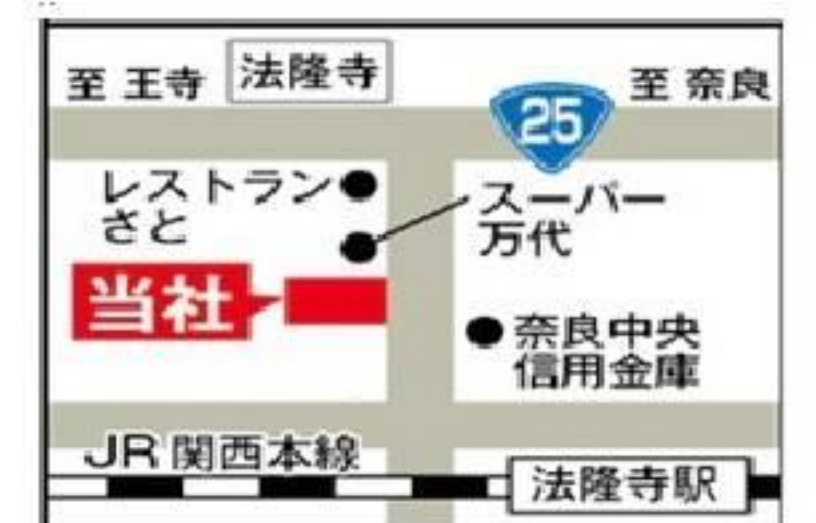 至 王寺
法隆寺
25
至 奈良
レストラン
さと
スーパー
万代
当社
奈良中央
信用金庫
JR関西本線
法隆寺駅